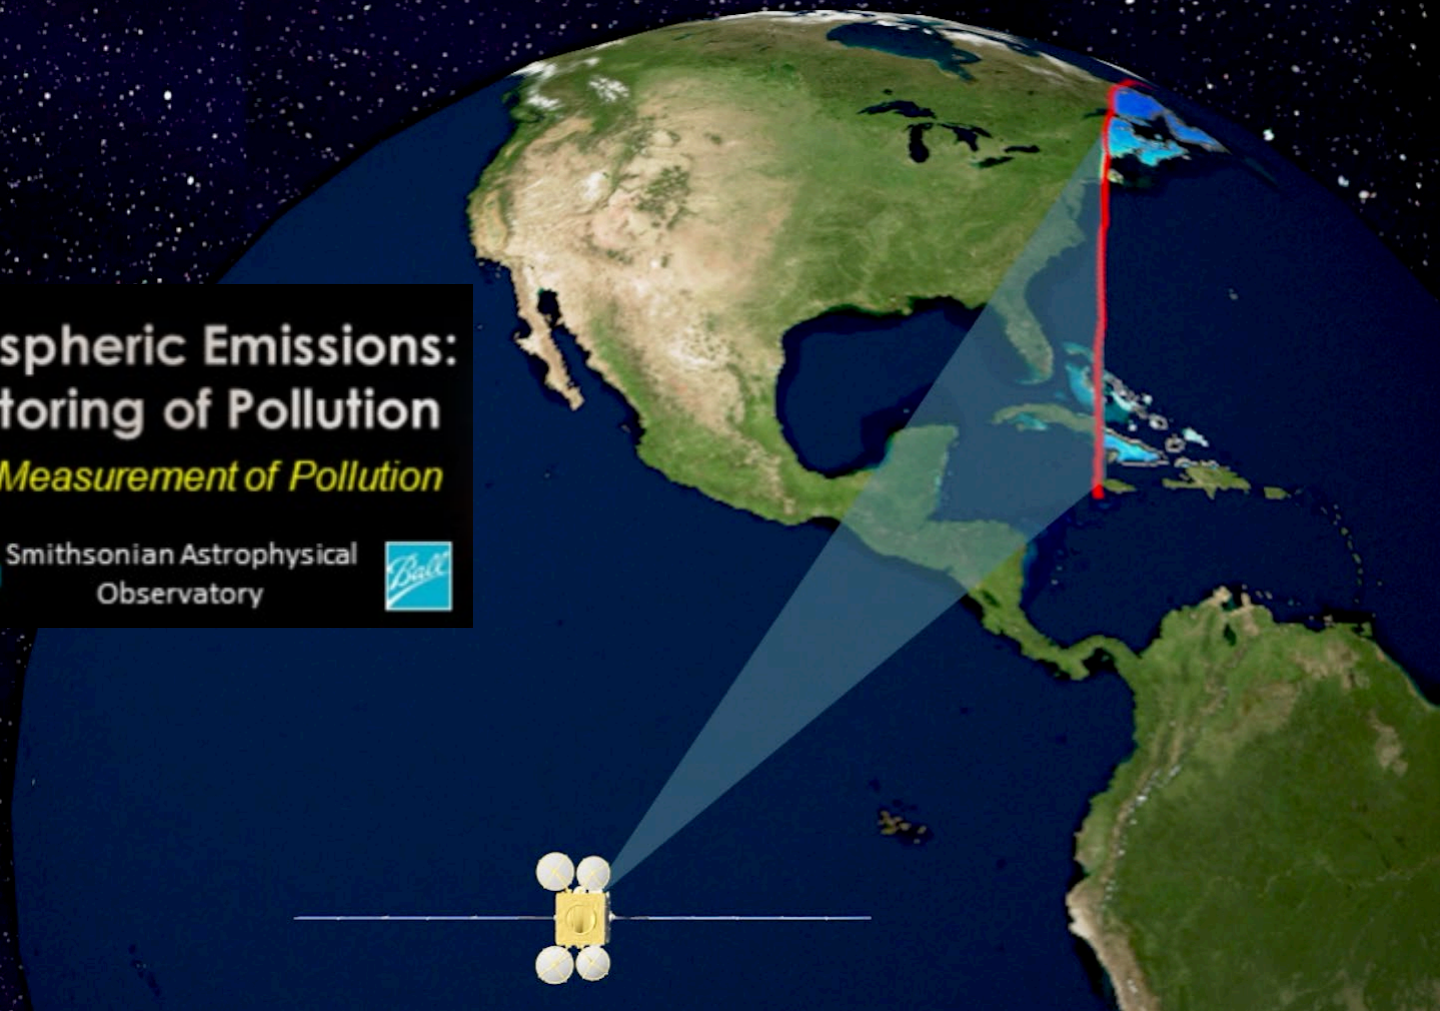 spheric Emissions:
toring of Pollution
Measurement of Pollution
Smithsonian Astrophysical
Observatory
Ball